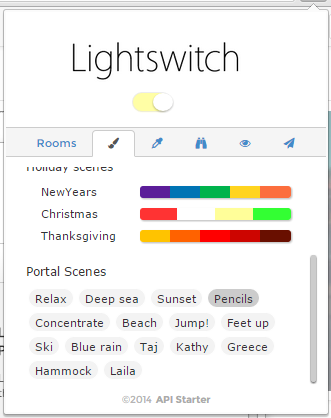 Lightswitch
Rooms
Holiday scenes
NewYears
Christmas
Thanksgiving
Portal Scenes
Relax Deep sea Sunset Pencils
Concentrate Beach Jump! Feet up
Ski Blue rain Taj Kathy Greece
Hammock Laila
©2014 API Starter